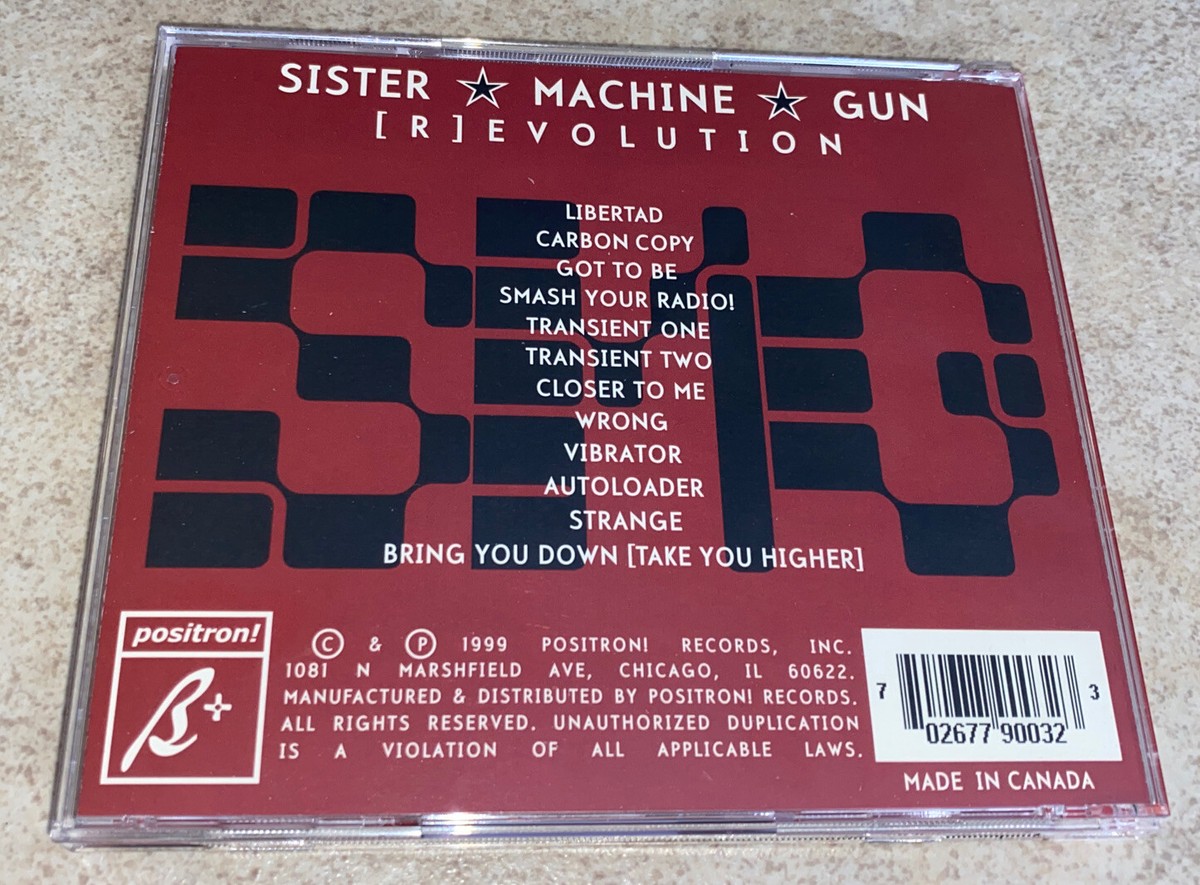 SISTER ★ MACHINE ★ GUN
[R]EVOLUTION
LIBERTAD
CARBON COPY
GOT TO BE
SMASH YOUR RADIO!
TRANSIENT ONE
TRANSIENT TWO
CLOSER TO ME
WRONG
VIBRATOR
AUTOLOADER
STRANGE
BRING YOU DOWN [TAKE YOU HIGHER]
positron!
β+
© & ℗ 1999 POSITRON! RECORDS, INC.
1081 N MARSHFIELD AVE, CHICAGO, IL 60622.
MANUFACTURED & DISTRIBUTED BY POSITRON! RECORDS.
ALL RIGHTS RESERVED. UNAUTHORIZED DUPLICATION
IS A VIOLATION OF ALL APPLICABLE LAWS.
7 02677 90032 3
MADE IN CANADA